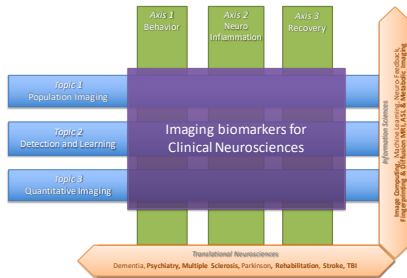 Axis 1
Behavior
Axis 2
Neuro
Inflammation
Axis 3
Recovery
Topic 1
Population Imaging
Topic 2
Detection and Learning
Topic 3
Quantitative Imaging
Imaging biomarkers for
Clinical Neurosciences
Information Sciences
Image Computing, Machine Learning, Neuro Feedback,
Fingerprinting & Diffusion MRI, ASL & Metabolic Imaging
Translational Neurosciences
Dementia, Psychiatry, Multiple Sclerosis, Parkinson, Rehabilitation, Stroke, TBI